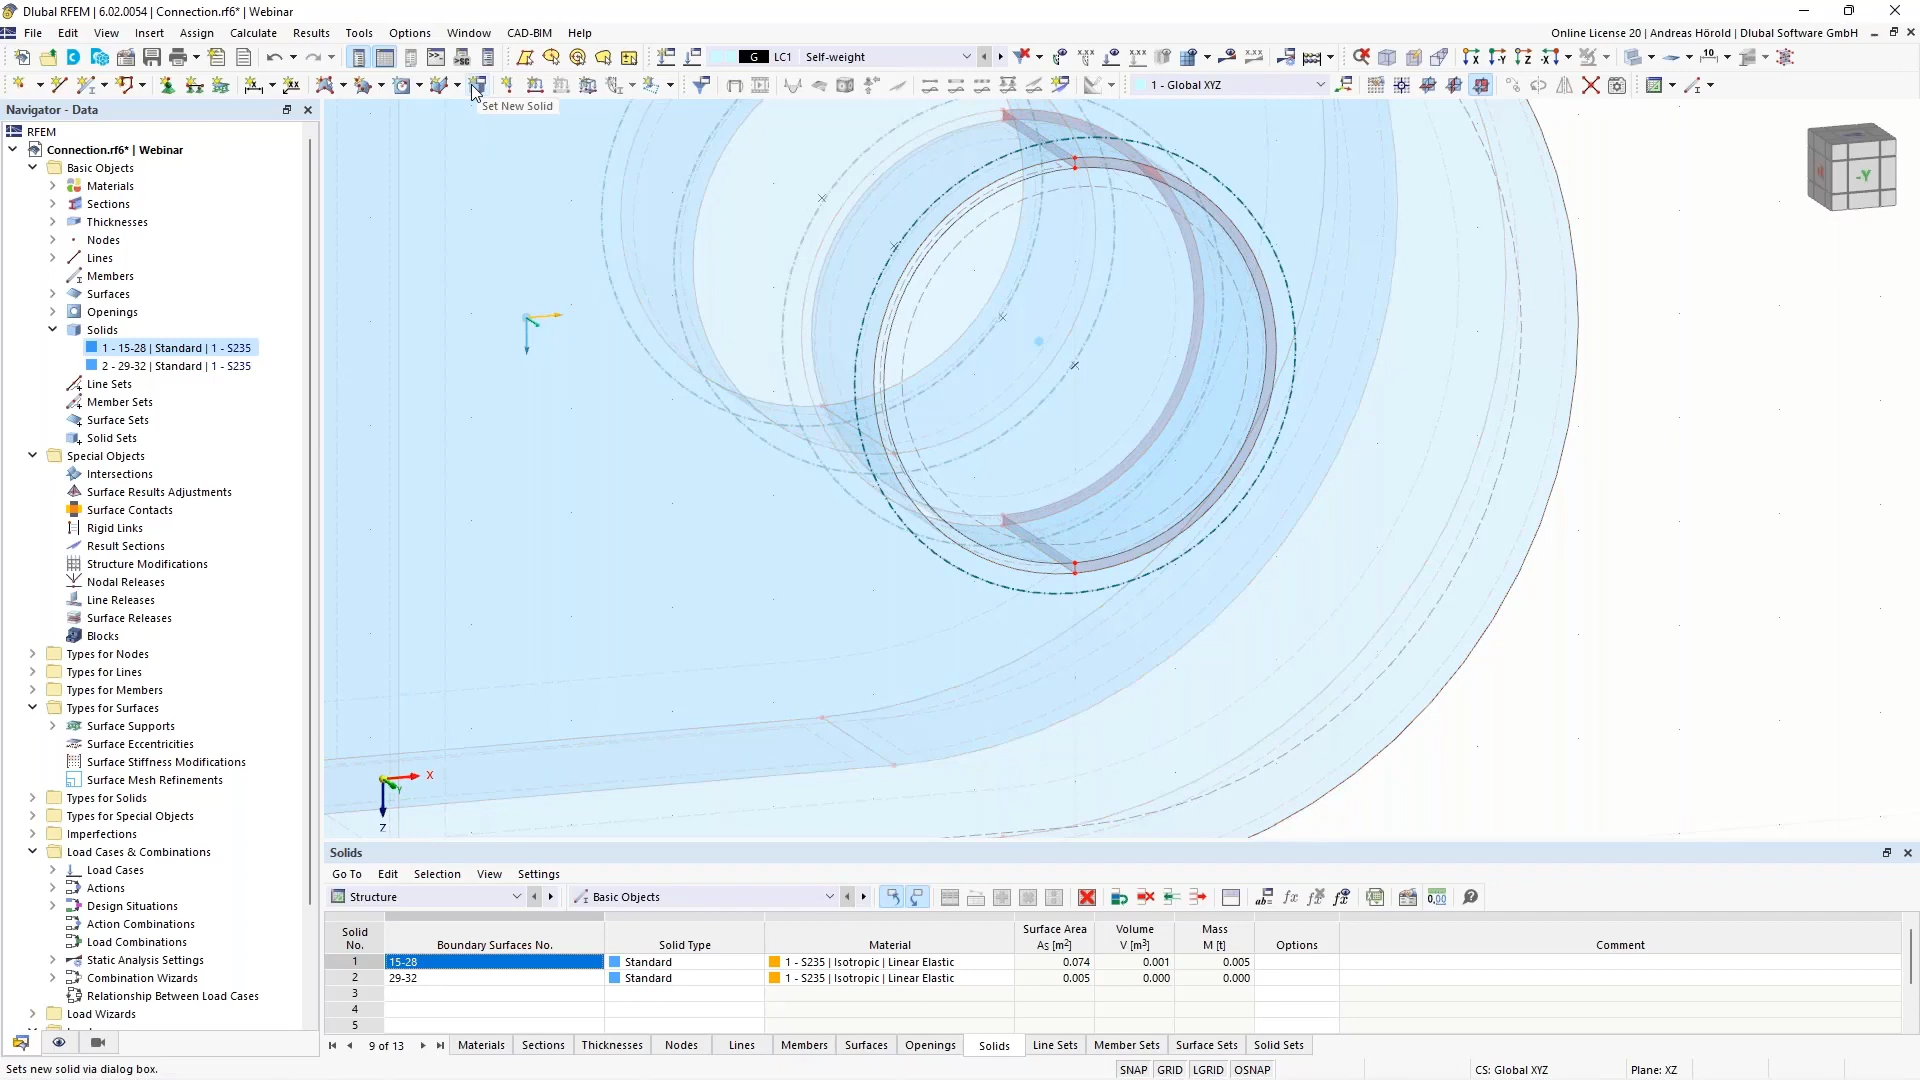 Dlubal RFEM | 6.02.0054 | Connection.rf6* | Webinar
File Edit View Insert Assign Calculate Results Tools Options Window CAD-BIM Help
Online License 20 | Andreas Hörold | Dlubal Software GmbH
G LC1 Self-weight
1 - Global XYZ
Set New Solid
Navigator - Data
RFEM
Connection.rf6* | Webinar
Basic Objects
Materials
Sections
Thicknesses
Nodes
Lines
Members
Surfaces
Openings
Solids
1 - 15-28 | Standard | 1 - S235
2 - 29-32 | Standard | 1 - S235
Line Sets
Member Sets
Surface Sets
Solid Sets
Special Objects
Intersections
Surface Results Adjustments
Surface Contacts
Rigid Links
Result Sections
Structure Modifications
Nodal Releases
Line Releases
Surface Releases
Blocks
Types for Nodes
Types for Lines
Types for Members
Types for Surfaces
Surface Supports
Surface Eccentricities
Surface Stiffness Modifications
Surface Mesh Refinements
Types for Solids
Types for Special Objects
Imperfections
Load Cases & Combinations
Load Cases
Actions
Design Situations
Action Combinations
Load Combinations
Static Analysis Settings
Combination Wizards
Relationship Between Load Cases
Load Wizards
-Y
X
Y
Z
Solids
Go To Edit Selection View Settings
Structure Basic Objects
Solid No. Boundary Surfaces No. Solid Type Material Surface Area As [m²] Volume V [m³] Mass M [t] Options Comment
1 15-28 Standard 1 - S235 | Isotropic | Linear Elastic 0.074 0.001 0.005
2 29-32 Standard 1 - S235 | Isotropic | Linear Elastic 0.005 0.000 0.000
3
4
5
9 of 13 Materials Sections Thicknesses Nodes Lines Members Surfaces Openings Solids Line Sets Member Sets Surface Sets Solid Sets
Sets new solid via dialog box.
SNAP GRID LGRID OSNAP CS: Global XYZ Plane: XZ